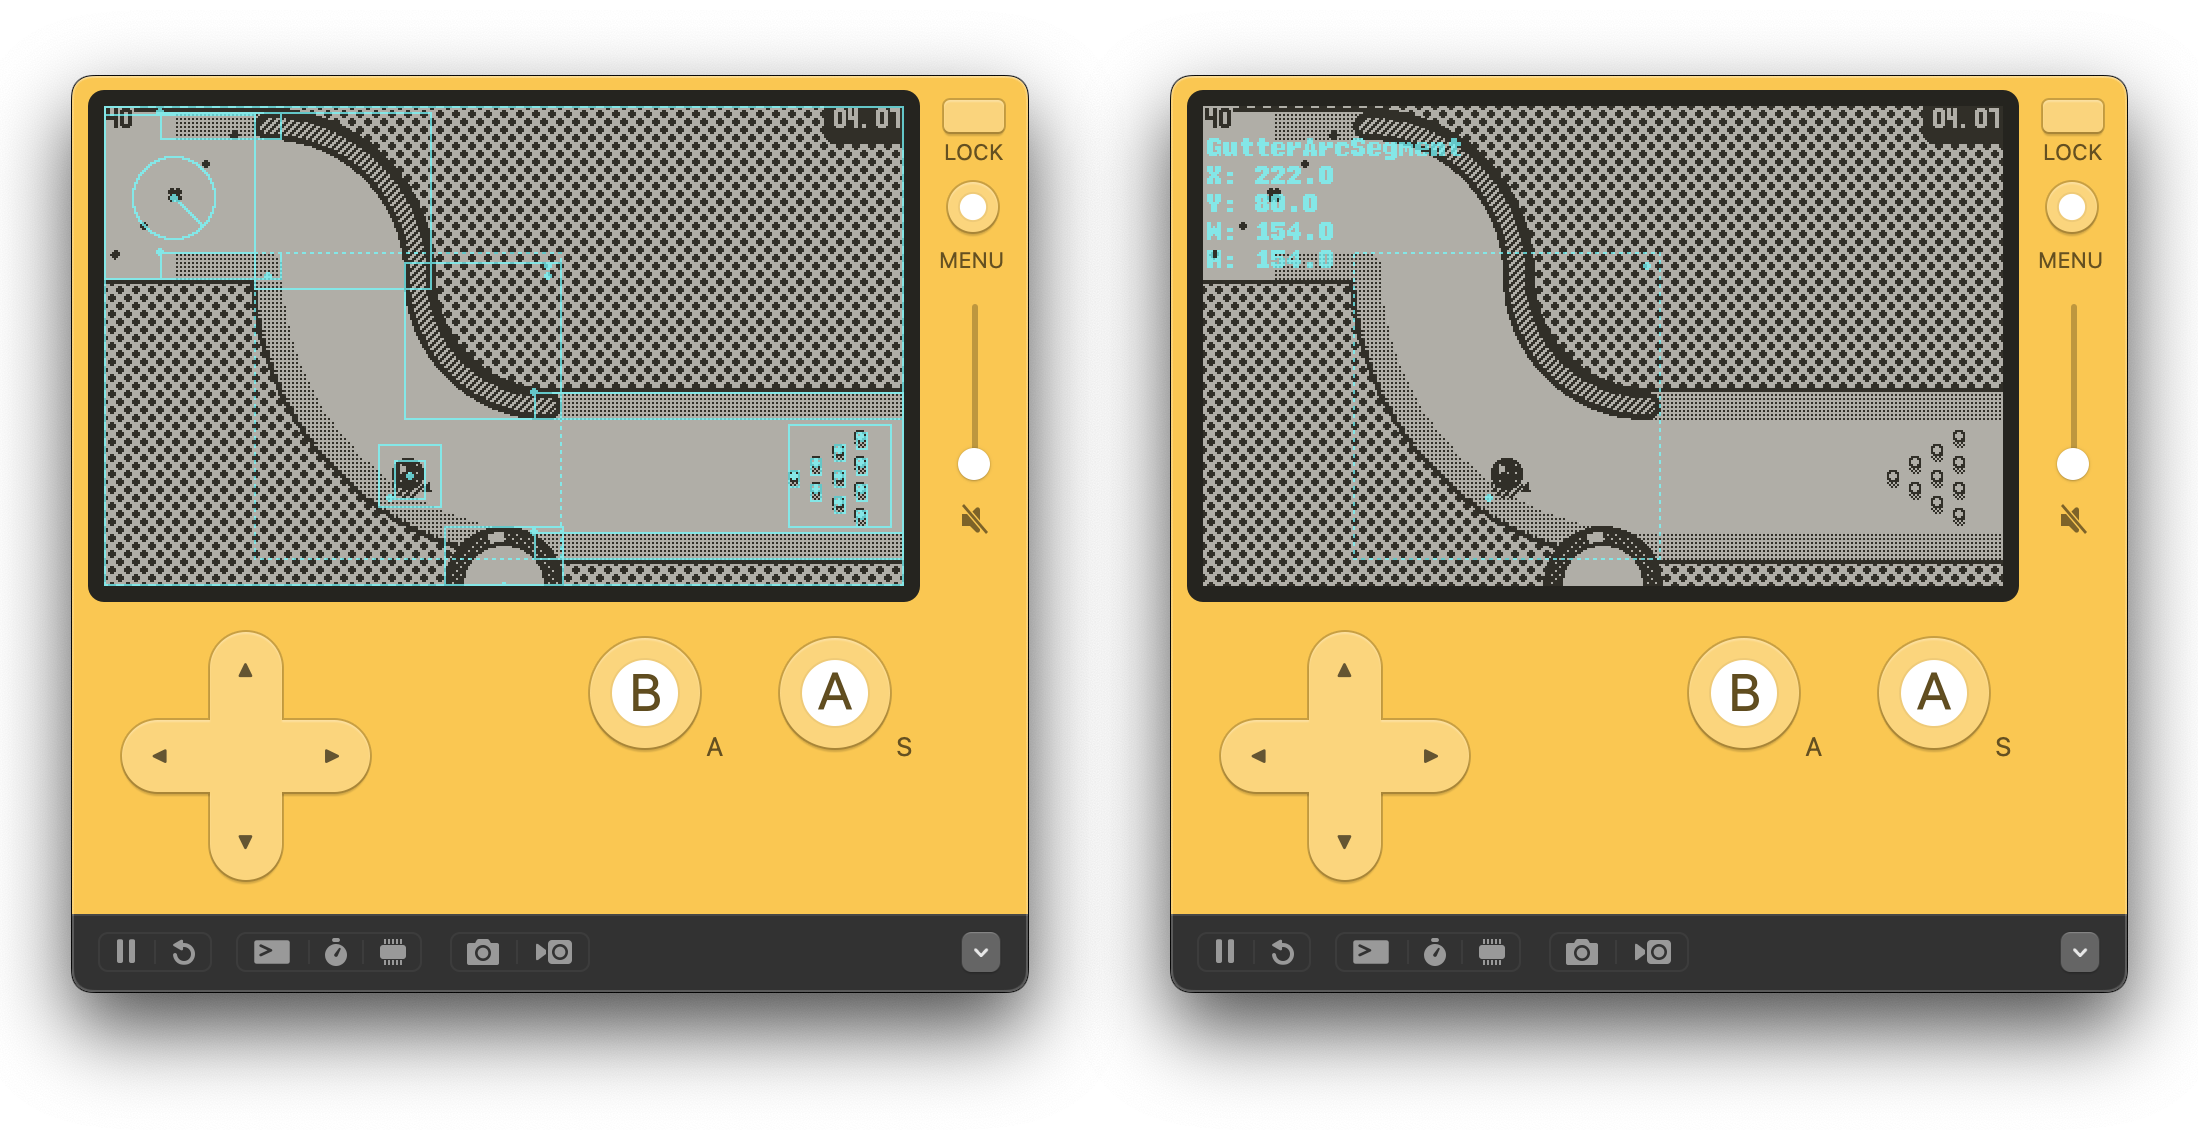 40
04.07
LOCK
MENU
B
A
A
S
40
04.07
GutterArcSegment
X: 222.0
Y: 80.0
W: 154.0
H: 154.0
LOCK
MENU
B
A
A
S